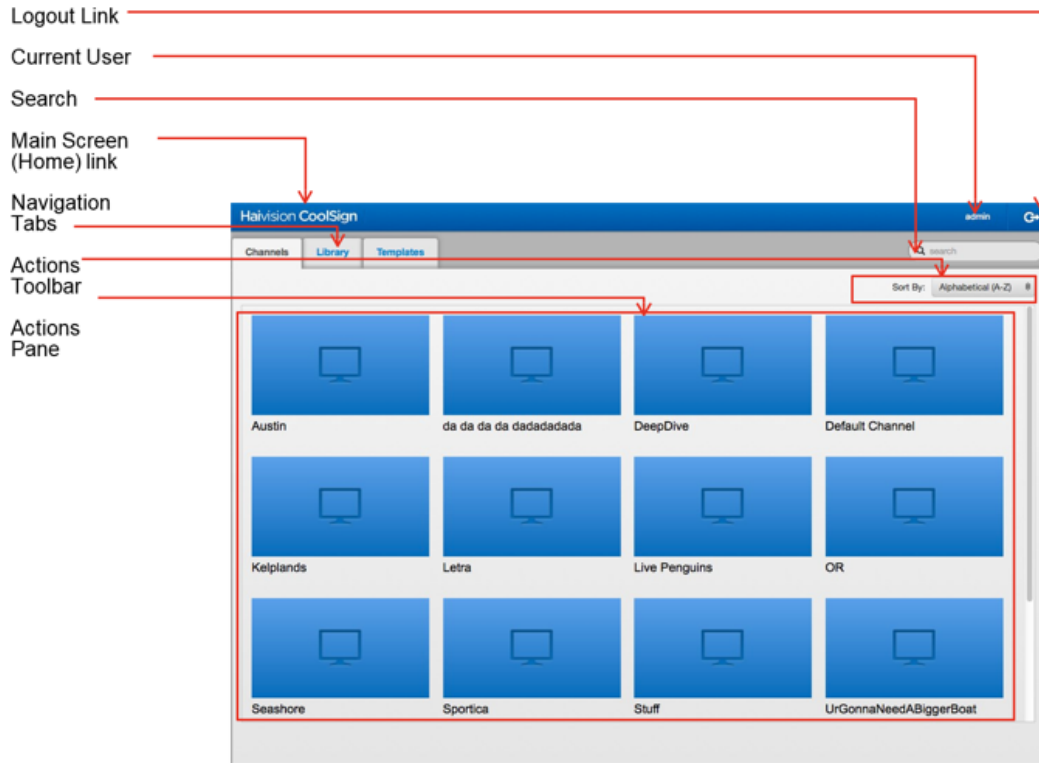 Logout Link
Current User
Search
Main Screen
(Home) link
Navigation
Tabs
Actions
Toolbar
Actions
Pane
Haivision CoolSign
admin
Channels Library Templates
search
Sort By: Alphabetical (A-Z)
Austin da da da da dadadadada DeepDive Default Channel
Kelplands Letra Live Penguins OR
Seashore Sportica Stuff UrGonnaNeedABiggerBoat